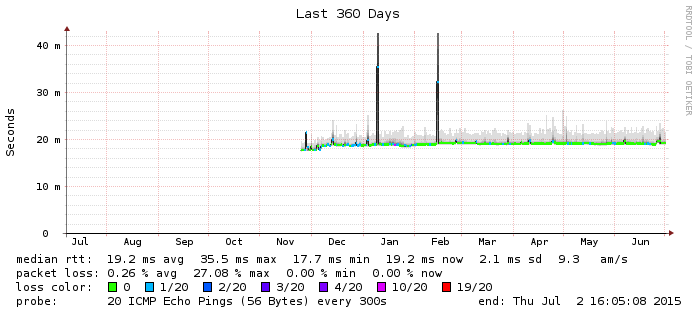 Last 360 Days
RRDTOOL / TOBI OETIKER
Seconds
40 m
30 m
20 m
10 m
0
Jul Aug Sep Oct Nov Dec Jan Feb Mar Apr May Jun
median rtt: 19.2 ms avg 35.5 ms max 17.7 ms min 19.2 ms now 2.1 ms sd 9.3 am/s
packet loss: 0.26 % avg 27.08 % max 0.00 % min 0.00 % now
loss color: 0 1/20 2/20 3/20 4/20 10/20 19/20
probe: 20 ICMP Echo Pings (56 Bytes) every 300s end: Thu Jul 2 16:05:08 2015